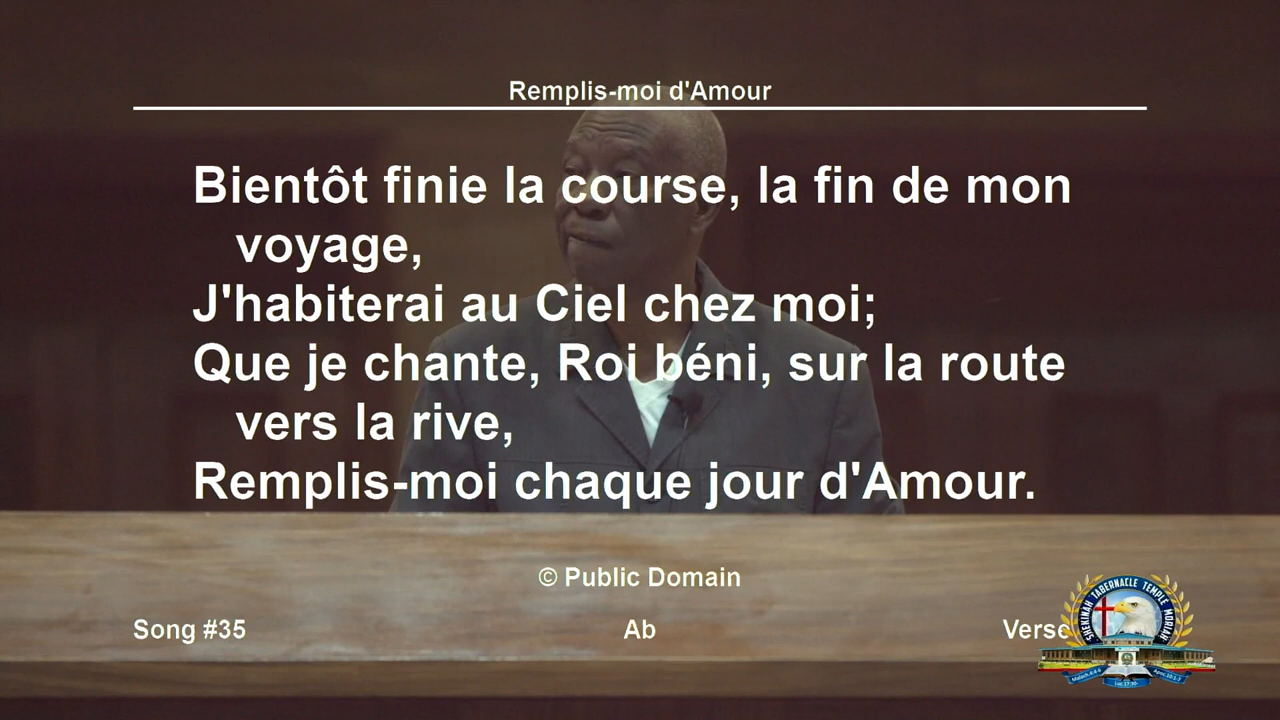 Remplis-moi d'Amour
Bientôt finie la course, la fin de mon
voyage,
J'habiterai au Ciel chez moi;
Que je chante, Roi béni, sur la route
vers la rive,
Remplis-moi chaque jour d'Amour.
© Public Domain
Song #35
Ab
Verse
SHEKINAH TABERNACLE TEMPLE MORIAH